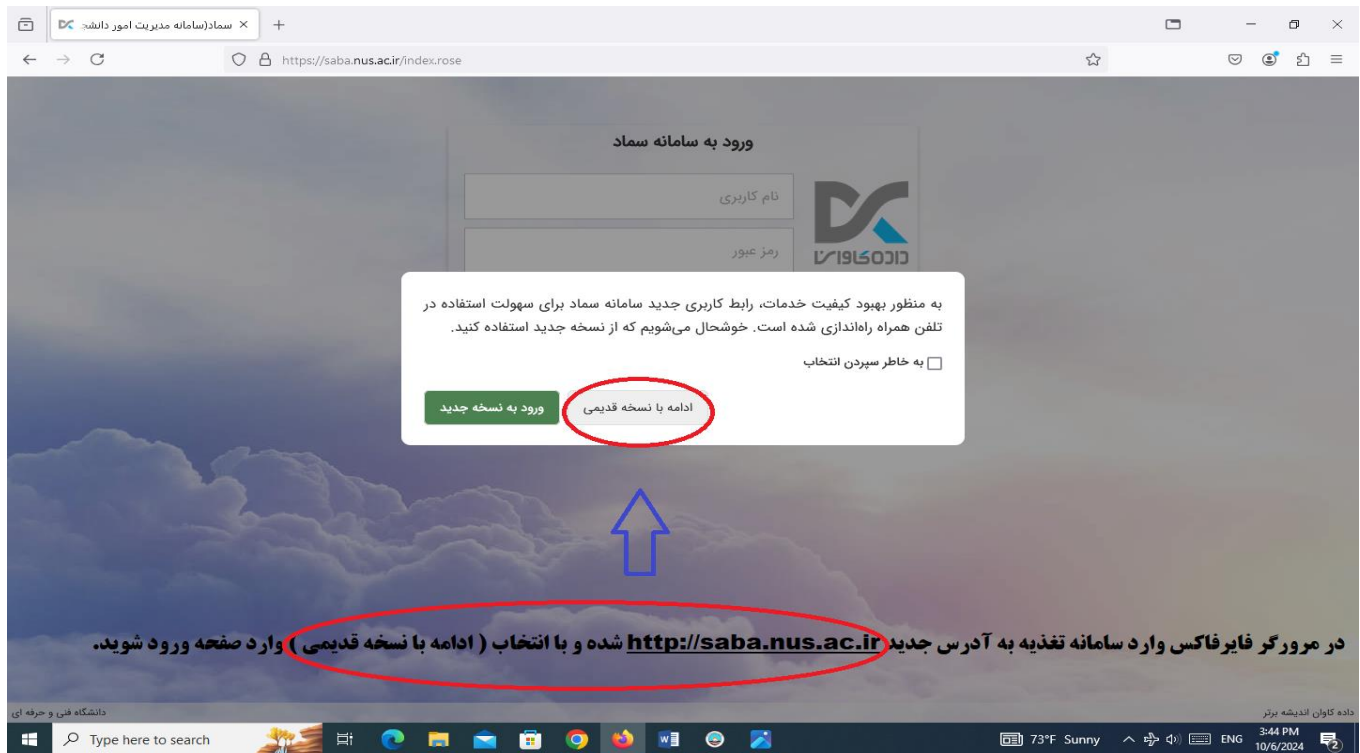 سماد(سامانه مدیریت امور دانشج
https://saba.nus.ac.ir/index.rose
ورود به سامانه سماد
نام کاربری
رمز عبور
داده‌کاوان
به منظور بهبود کیفیت خدمات، رابط کاربری جدید سامانه سماد برای سهولت استفاده در
تلفن همراه راه‌اندازی شده است. خوشحال می‌شویم که از نسخه جدید استفاده کنید.
به خاطر سپردن انتخاب
ادامه با نسخه قدیمی
ورود به نسخه جدید
در مرورگر فایرفاکس وارد سامانه تغذیه به آدرس جدید http://saba.nus.ac.ir شده و با انتخاب ( ادامه با نسخه قدیمی ) وارد صفحه ورود شوید.
داده کاوان اندیشه برتر
دانشگاه فنی و حرفه ای
Type here to search
73°F Sunny
ENG
3:44 PM
10/6/2024
2